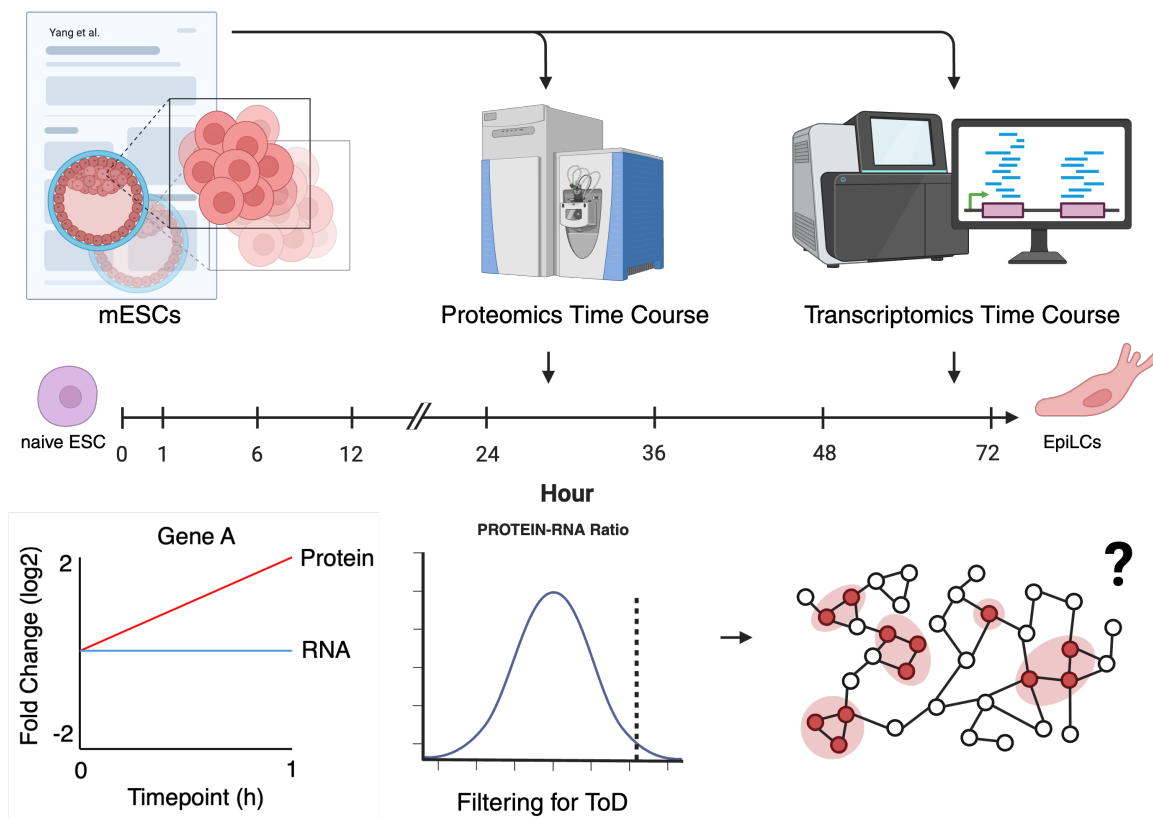 Yang et al.
mESCs
Proteomics Time Course
Transcriptomics Time Course
naive ESC
0 1 6 12 24 36 48 72
EpiLCs
Hour
Gene A
Fold Change (log2)
2
-2
Protein
RNA
0 1
Timepoint (h)
PROTEIN-RNA Ratio
Filtering for ToD
?